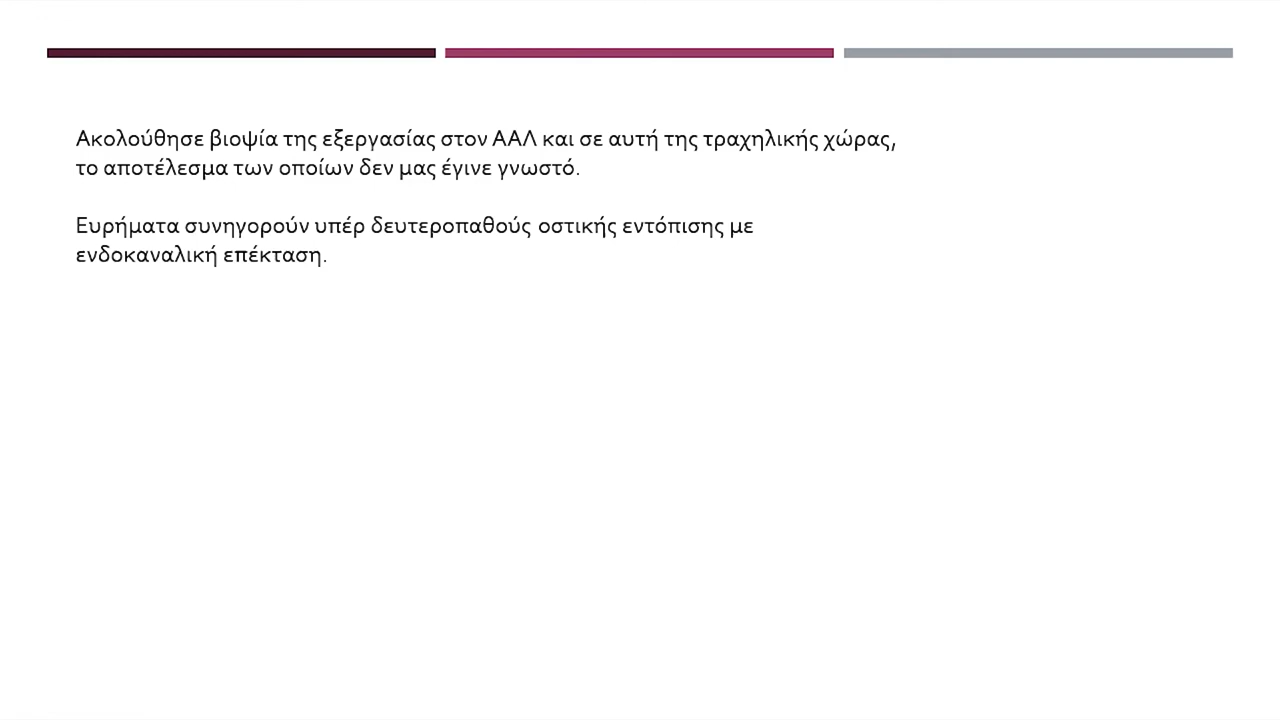 Ακολούθησε βιοψία της εξεργασίας στον ΑΑΛ και σε αυτή της τραχηλικής χώρας,
το αποτέλεσμα των οποίων δεν μας έγινε γνωστό.
Ευρήματα συνηγορούν υπέρ δευτεροπαθούς οστικής εντόπισης με
ενδοκαναλική επέκταση.